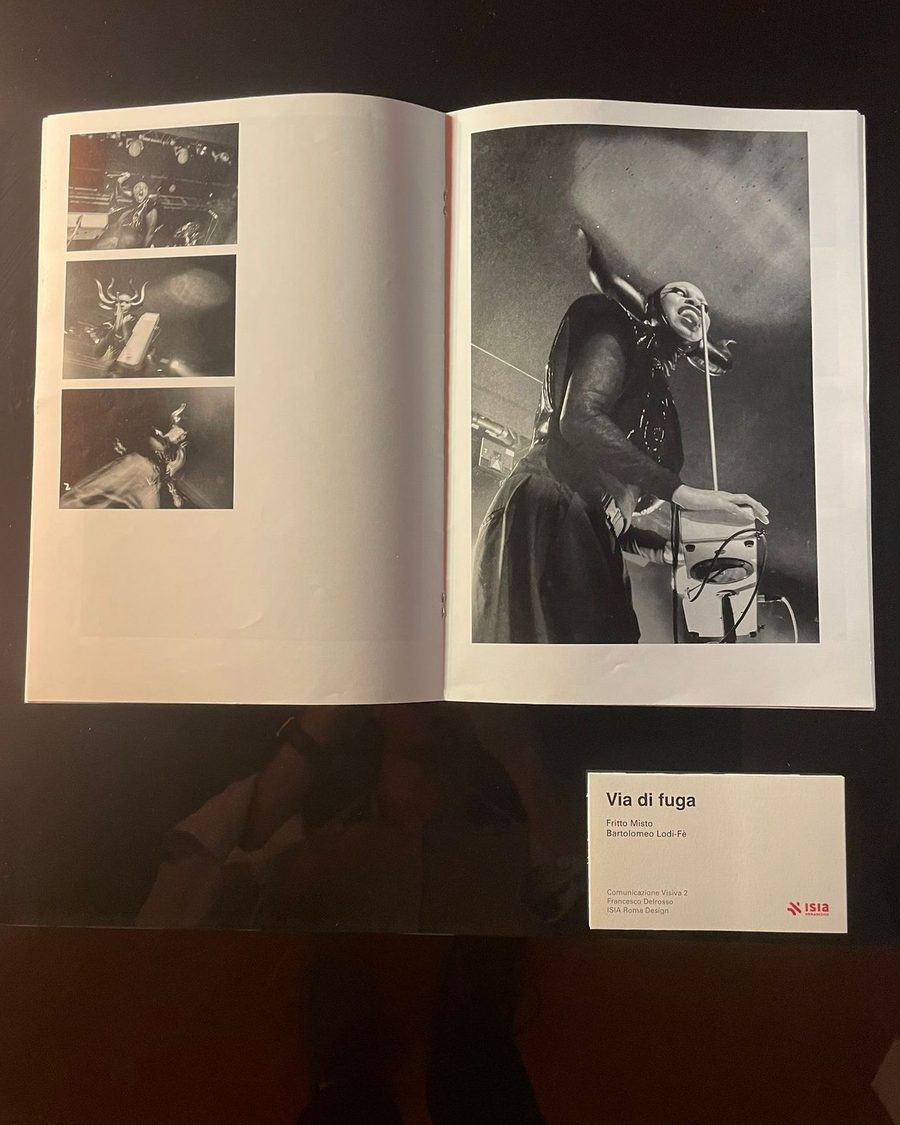 Via di fuga
Fritto Misto
Bartolomeo Lodi-Fè
Comunicazione Visiva 2
Francesco Delrosso
ISIA Roma Design
ISIA